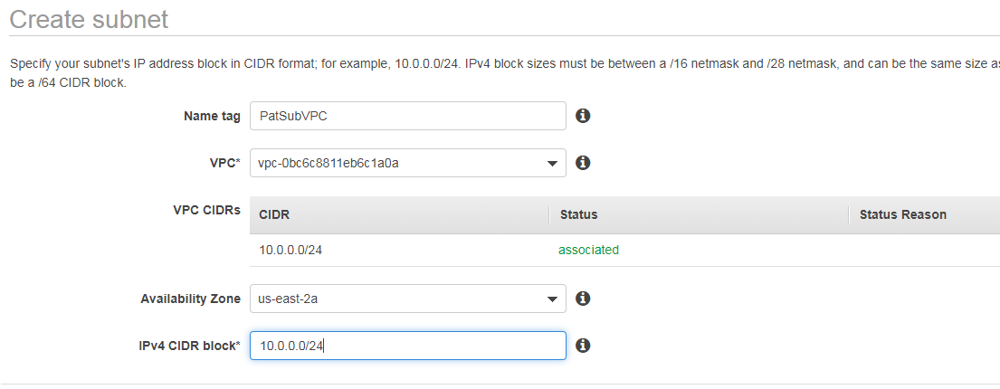 Create subnet
Specify your subnet's IP address block in CIDR format; for example, 10.0.0.0/24. IPv4 block sizes must be between a /16 netmask and /28 netmask, and can be the same size as
be a /64 CIDR block.
Name tag PatSubVPC
VPC* vpc-0bc6c8811eb6c1a0a
VPC CIDRs CIDR Status Status Reason
10.0.0.0/24 associated
Availability Zone us-east-2a
IPv4 CIDR block* 10.0.0.0/24